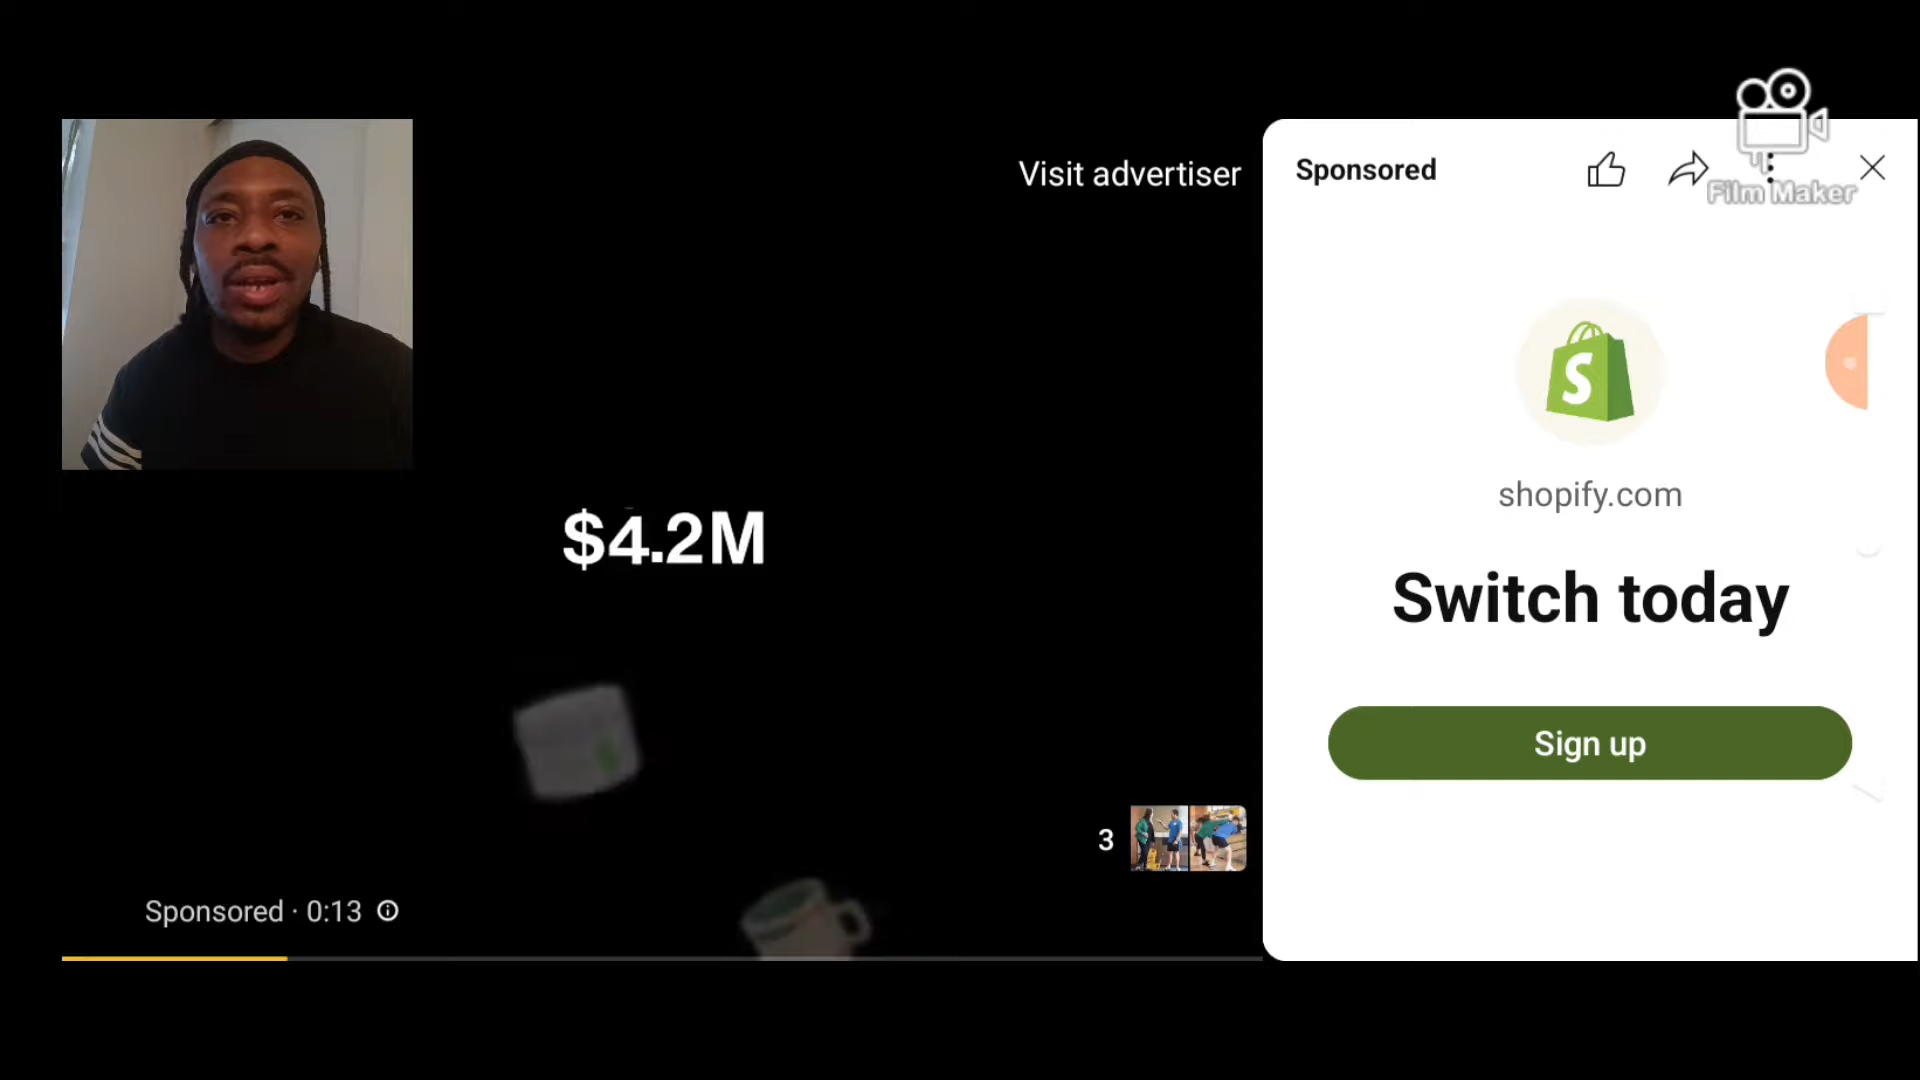 Visit advertiser
Sponsored
Film Maker
S
shopify.com
$4.2M
Switch today
Sign up
3
Sponsored · 0:13